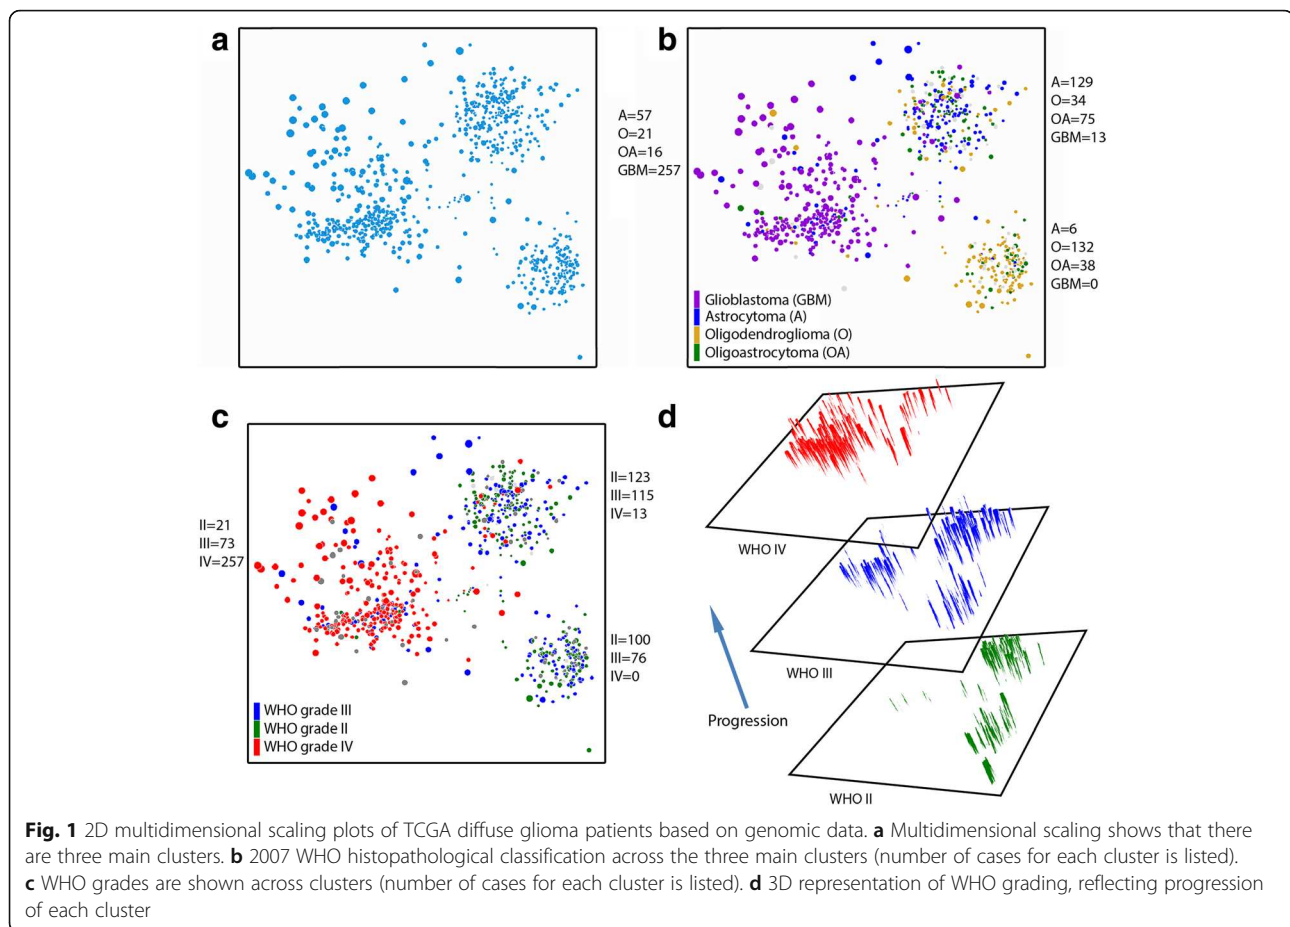 a
b
A=57
O=21
OA=16
GBM=257
A=129
O=34
OA=75
GBM=13
A=6
O=132
OA=38
GBM=0
Glioblastoma (GBM)
Astrocytoma (A)
Oligodendroglioma (O)
Oligoastrocytoma (OA)
c
d
II=21
III=73
IV=257
II=123
III=115
IV=13
II=100
III=76
IV=0
WHO grade III
WHO grade II
WHO grade IV
WHO IV
WHO III
Progression
WHO II
Fig. 1 2D multidimensional scaling plots of TCGA diffuse glioma patients based on genomic data. a Multidimensional scaling shows that there
are three main clusters. b 2007 WHO histopathological classification across the three main clusters (number of cases for each cluster is listed).
c WHO grades are shown across clusters (number of cases for each cluster is listed). d 3D representation of WHO grading, reflecting progression
of each cluster